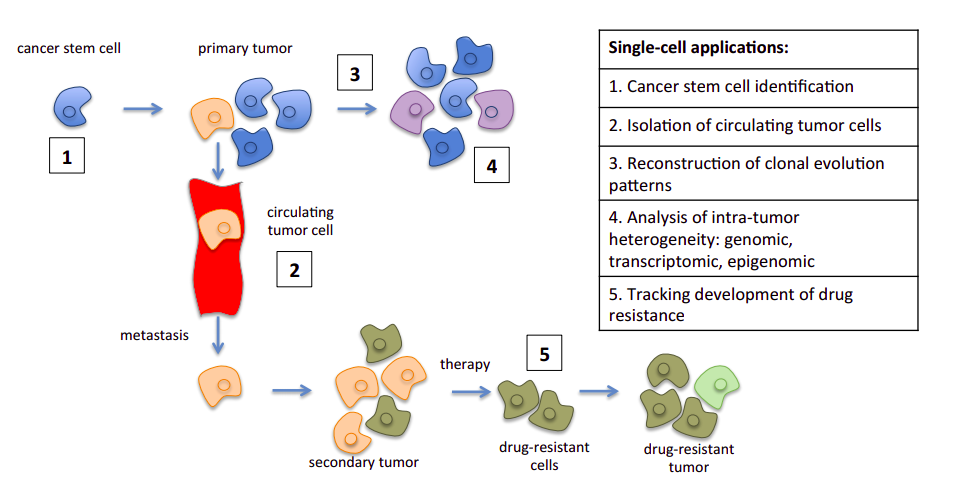 cancer stem cell
primary tumor
3
1
4
circulating
tumor cell
2
metastasis
therapy
5
secondary tumor
drug-resistant
cells
drug-resistant
tumor
Single-cell applications:
1. Cancer stem cell identification
2. Isolation of circulating tumor cells
3. Reconstruction of clonal evolution
patterns
4. Analysis of intra-tumor
heterogeneity: genomic,
transcriptomic, epigenomic
5. Tracking development of drug
resistance